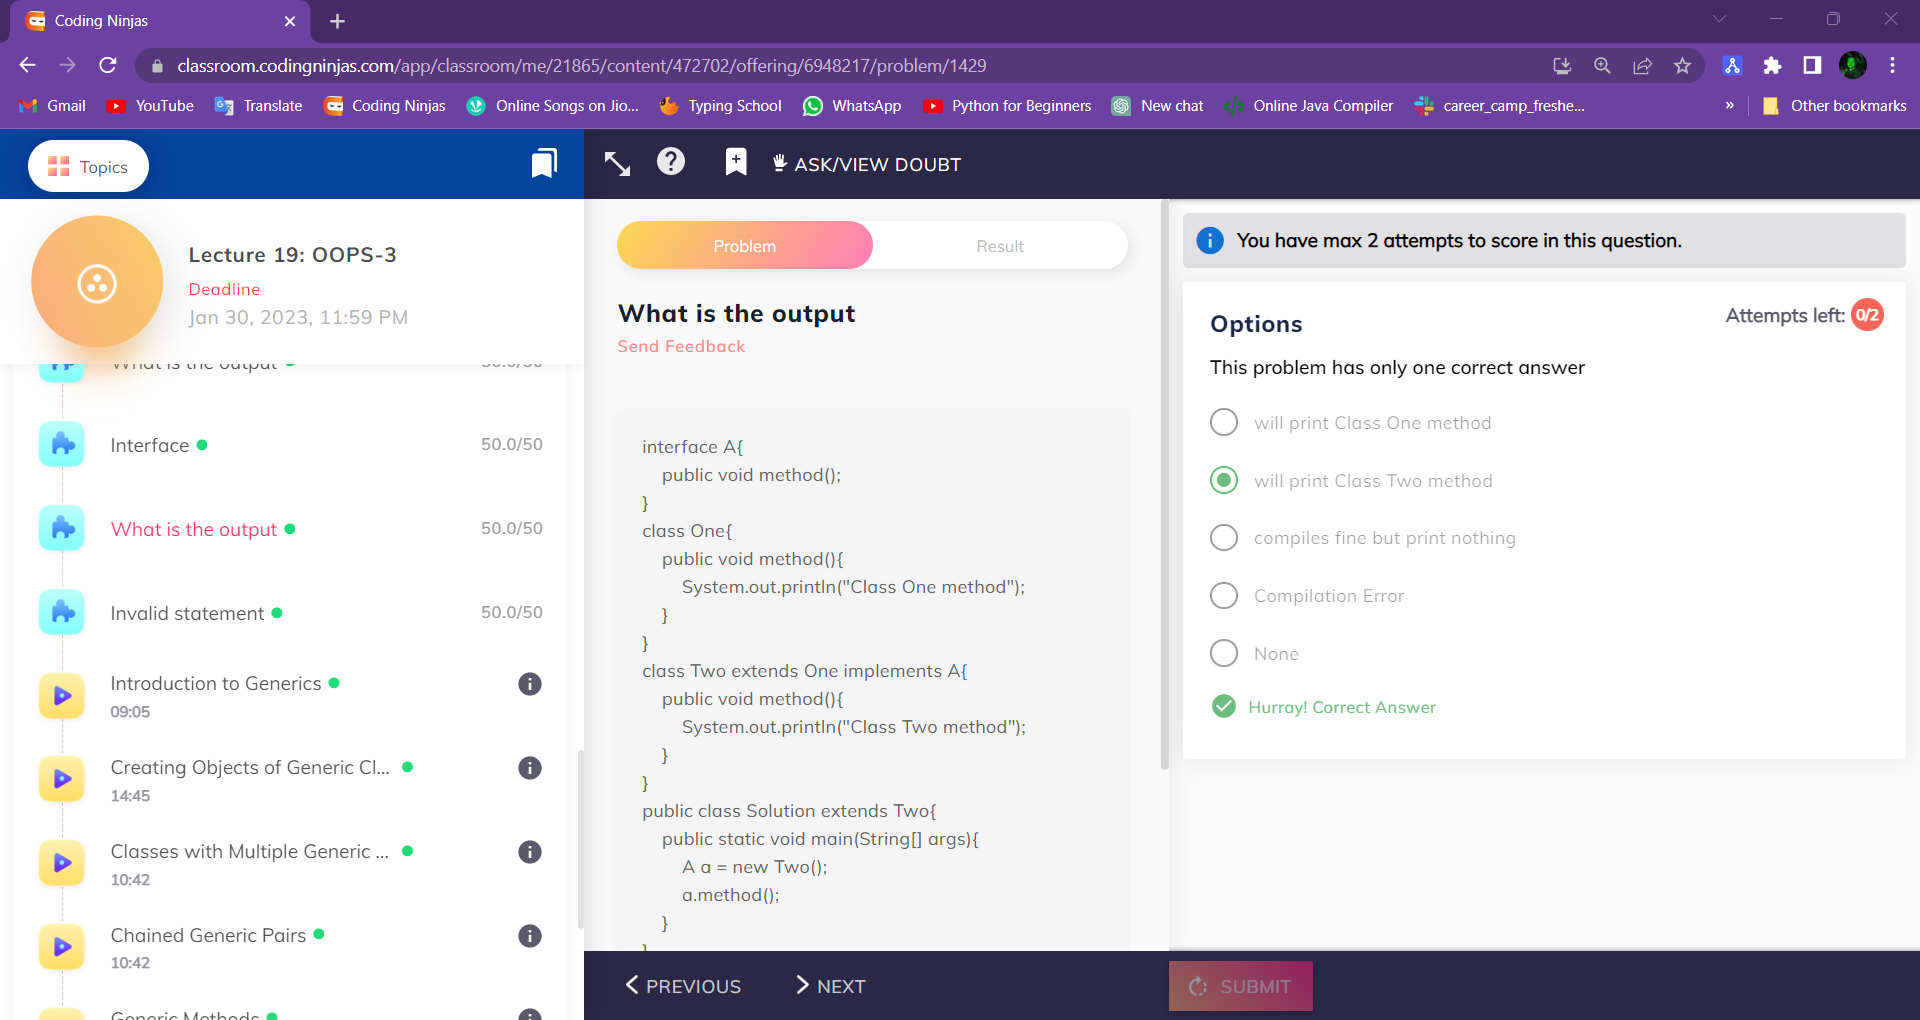 Coding Ninjas
classroom.codingninjas.com/app/classroom/me/21865/content/472702/offering/6948217/problem/1429
Gmail YouTube Translate Coding Ninjas Online Songs on Jio... Typing School WhatsApp Python for Beginners New chat Online Java Compiler career_camp_freshe... » Other bookmarks
Topics
ASK/VIEW DOUBT
Lecture 19: OOPS-3
Deadline
Jan 30, 2023, 11:59 PM
What is the output 50.0/50
Interface 50.0/50
What is the output 50.0/50
Invalid statement 50.0/50
Introduction to Generics
09:05
Creating Objects of Generic Cl...
14:45
Classes with Multiple Generic ...
10:42
Chained Generic Pairs
10:42
Generic Methods
Problem Result
What is the output
Send Feedback
interface A{
public void method();
}
class One{
public void method(){
System.out.println("Class One method");
}
}
class Two extends One implements A{
public void method(){
System.out.println("Class Two method");
}
}
public class Solution extends Two{
public static void main(String[] args){
A a = new Two();
a.method();
}
}
PREVIOUS NEXT
You have max 2 attempts to score in this question.
Options
Attempts left: 0/2
This problem has only one correct answer
will print Class One method
will print Class Two method
compiles fine but print nothing
Compilation Error
None
Hurray! Correct Answer
SUBMIT